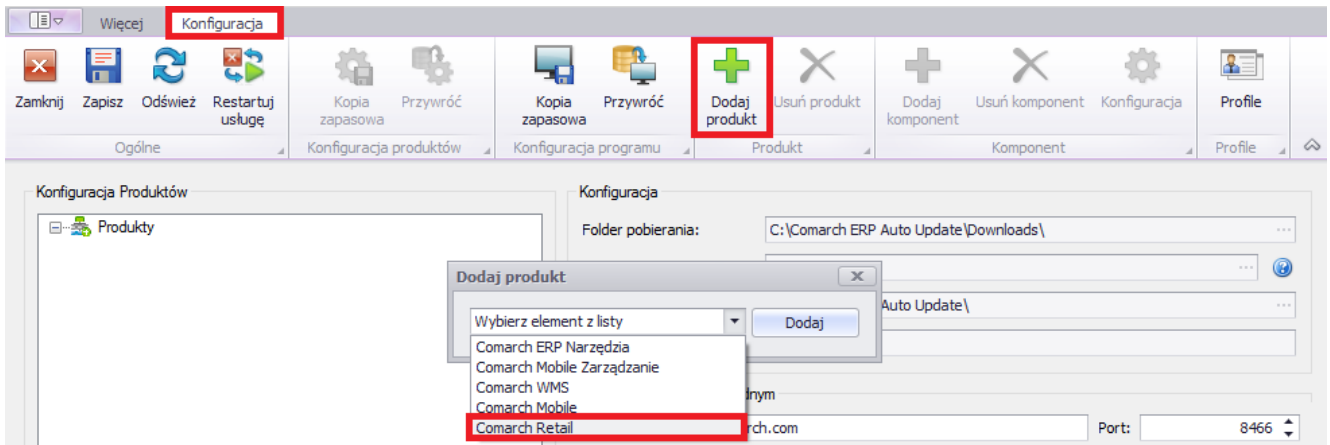 Więcej
Konfiguracja
Zamknij
Zapisz
Odśwież
Restartuj
usługę
Kopia
zapasowa
Przywróć
Kopia
zapasowa
Przywróć
Dodaj
produkt
Usuń produkt
Dodaj
komponent
Usuń komponent
Konfiguracja
Profile
Ogólne
Konfiguracja produktów
Konfiguracja programu
Produkt
Komponent
Profile
Konfiguracja Produktów
Produkty
Konfiguracja
Folder pobierania:
C:\Comarch ERP Auto Update\Downloads\
Auto Update\
Dodaj produkt
Wybierz element z listy
Dodaj
Comarch ERP Narzędzia
Comarch Mobile Zarządzanie
Comarch WMS
Comarch Mobile
Comarch Retail
dnym
rch.com
Port:
8466